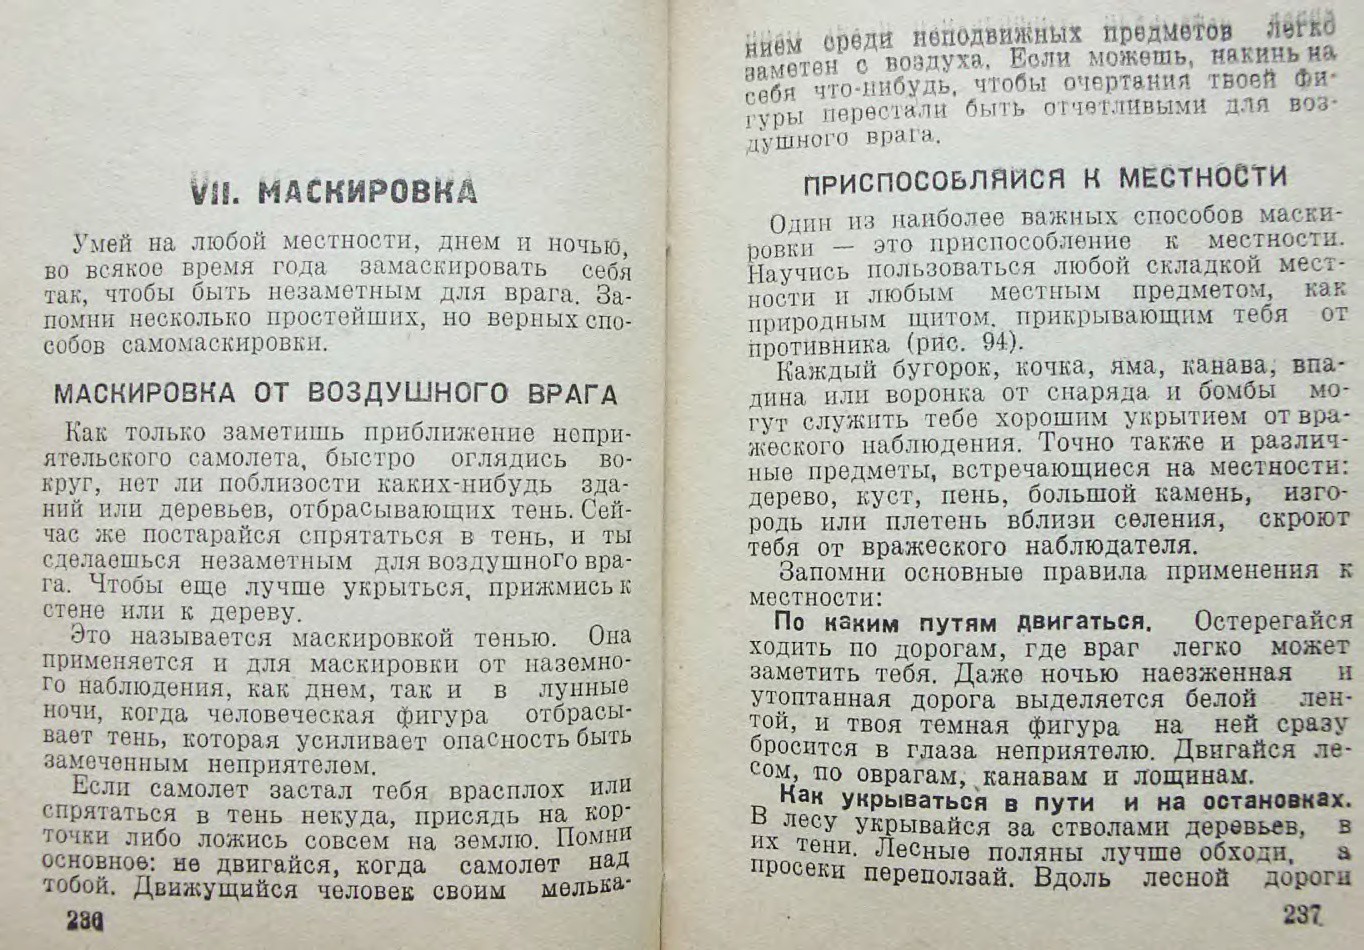 VII. МАСКИРОВКА
Умей на любой местности, днем и ночью,
во всякое время года замаскировать себя
так, чтобы быть незаметным для врага. За-
помни несколько простейших, но верных спо-
собов самомаскировки.
МАСКИРОВКА ОТ ВОЗДУШНОГО ВРАГА
Как только заметишь приближение непри-
ятельского самолета, быстро оглядись во-
круг, нет ли поблизости каких-нибудь зда-
ний или деревьев, отбрасывающих тень. Сей-
час же постарайся спрятаться в тень, и ты
сделаешься незаметным для воздушного вра-
га. Чтобы еще лучше укрыться, прижмись к
стене или к дереву.
Это называется маскировкой тенью. Она
применяется и для маскировки от наземно-
го наблюдения, как днем, так и в лунные
ночи, когда человеческая фигура отбрасы-
вает тень, которая усиливает опасность быть
замеченным неприятелем.
Если самолет застал тебя врасплох или
спрятаться в тень некуда, присядь на кор-
точки либо ложись совсем на землю. Помни
основное: не двигайся, когда самолет над
тобой. Движущийся человек своим мелька-
236
нием среди неподвижных предметов легко
заметен с воздуха. Если можешь, накинь на
себя что-нибудь, чтобы очертания твоей фи-
гуры перестали быть отчетливыми для воз-
душного врага.
ПРИСПОСОБЛЯЙСЯ К МЕСТНОСТИ
Один из наиболее важных способов маски-
ровки — это приспособление к местности.
Научись пользоваться любой складкой мест-
ности и любым местным предметом, как
природным щитом, прикрывающим тебя от
противника (рис. 94).
Каждый бугорок, кочка, яма, канава, впа-
дина или воронка от снаряда и бомбы мо-
гут служить тебе хорошим укрытием от вра-
жеского наблюдения. Точно также и различ-
ные предметы, встречающиеся на местности:
дерево, куст, пень, большой камень, изго-
родь или плетень вблизи селения, скроют
тебя от вражеского наблюдателя.
Запомни основные правила применения к
местности:
По каким путям двигаться. Остерегайся
ходить по дорогам, где враг легко может
заметить тебя. Даже ночью наезженная и
утоптанная дорога выделяется белой лен-
той, и твоя темная фигура на ней сразу
бросится в глаза неприятелю. Двигайся ле-
сом, по оврагам, канавам и лощинам.
Как укрываться в пути и на остановках.
В лесу укрывайся за стволами деревьев, в
их тени. Лесные поляны лучше обходи, а
просеки переползай. Вдоль лесной дороги
237